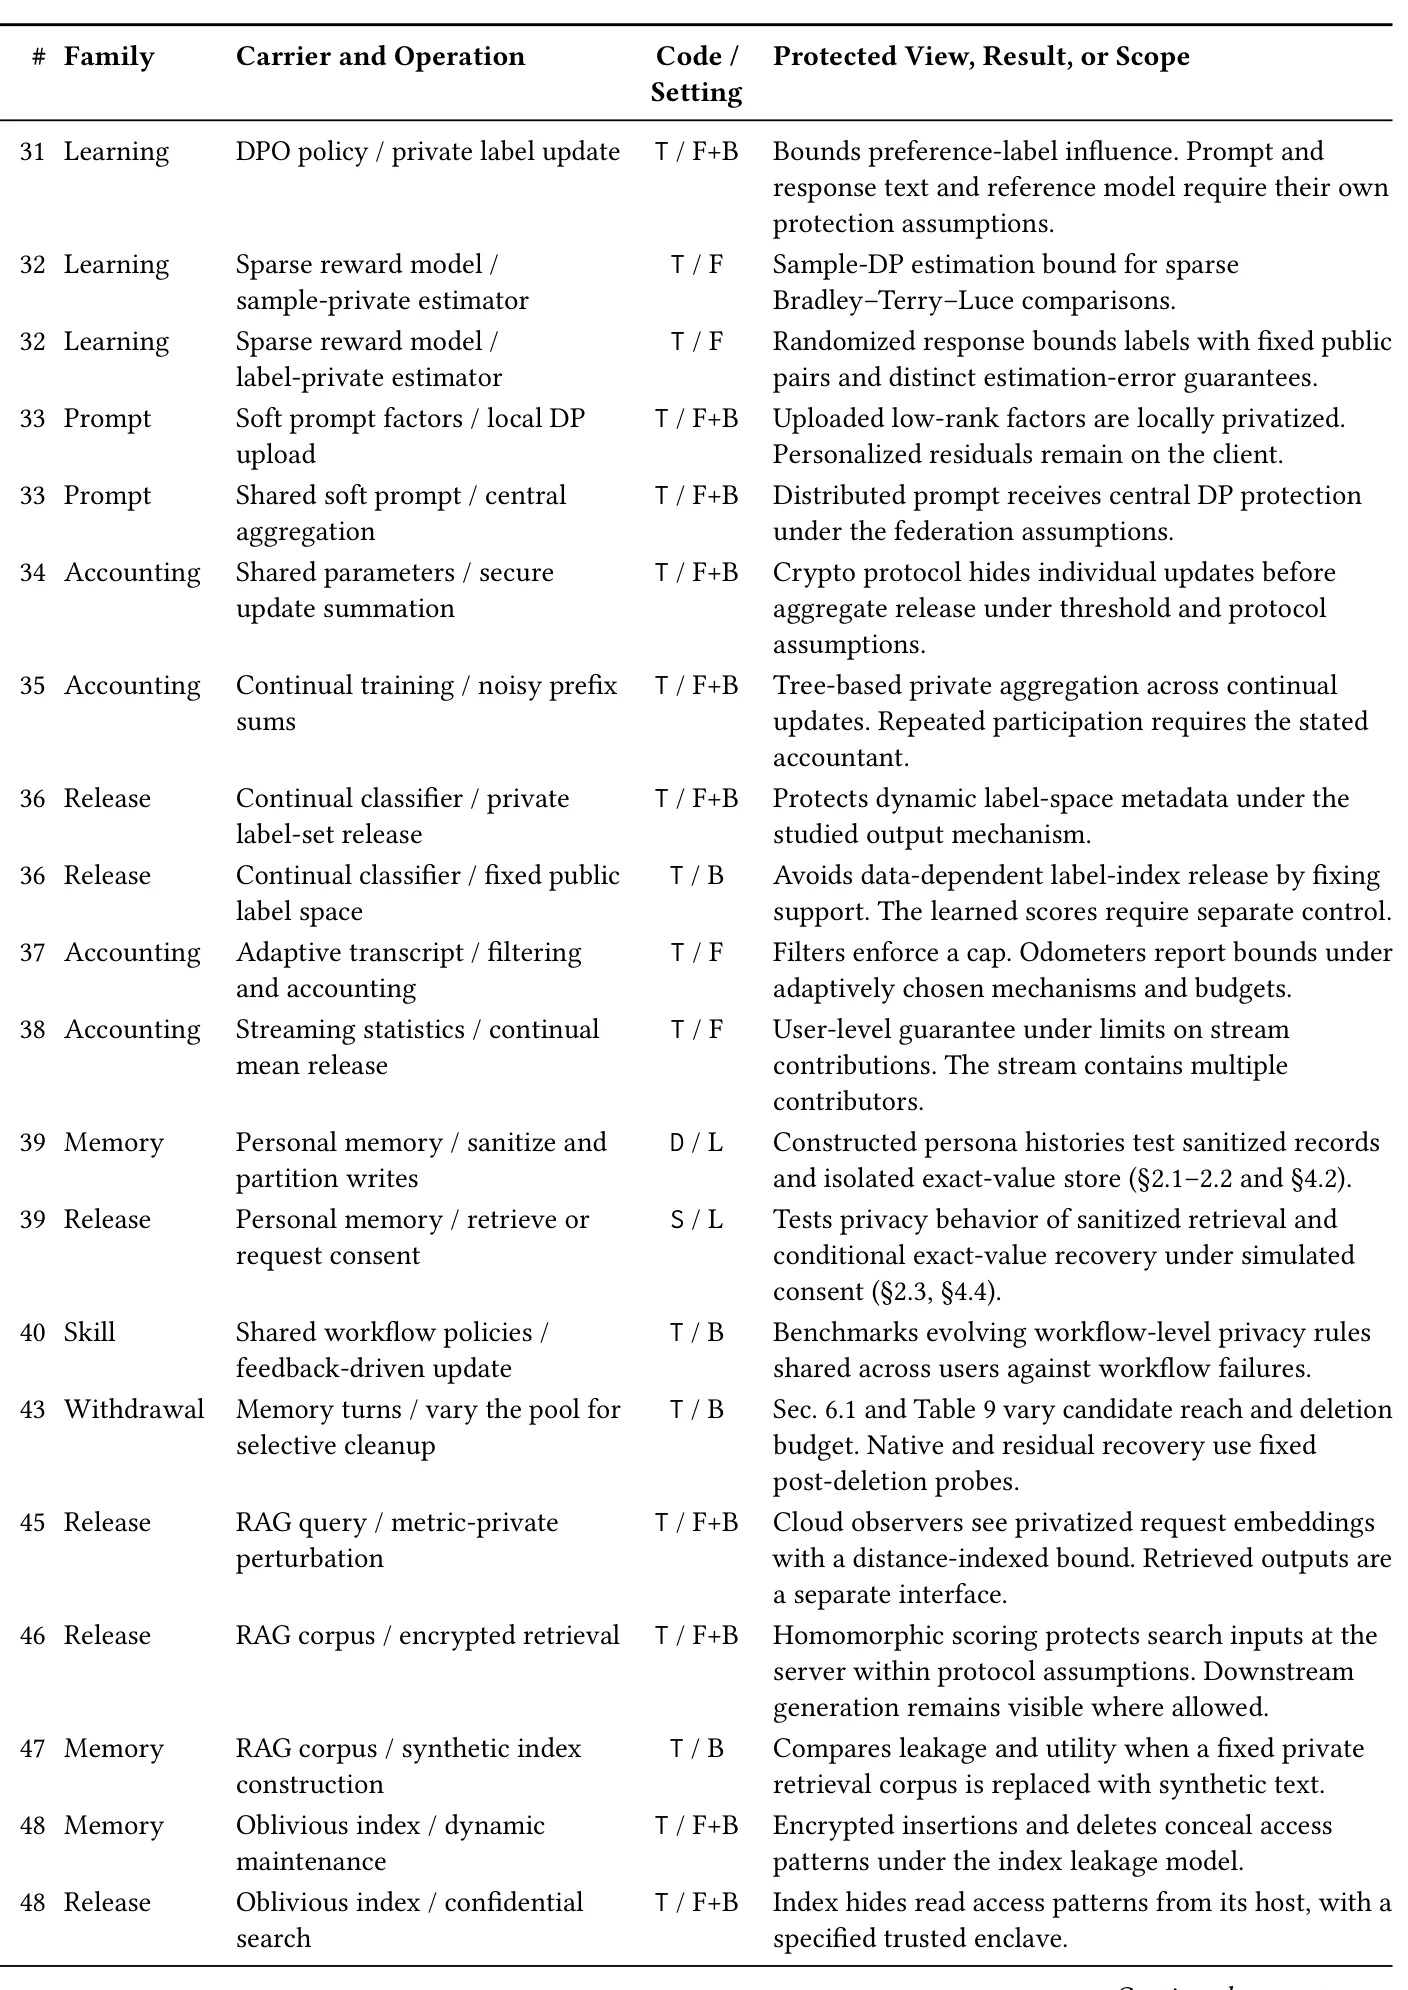 # Family Carrier and Operation Code / Protected View, Result, or Scope
Setting
31 Learning DPO policy / private label update T / F+B Bounds preference-label influence. Prompt and
response text and reference model require their own
protection assumptions.
32 Learning Sparse reward model / T / F Sample-DP estimation bound for sparse
sample-private estimator Bradley–Terry–Luce comparisons.
32 Learning Sparse reward model / T / F Randomized response bounds labels with fixed public
label-private estimator pairs and distinct estimation-error guarantees.
33 Prompt Soft prompt factors / local DP T / F+B Uploaded low-rank factors are locally privatized.
upload Personalized residuals remain on the client.
33 Prompt Shared soft prompt / central T / F+B Distributed prompt receives central DP protection
aggregation under the federation assumptions.
34 Accounting Shared parameters / secure T / F+B Crypto protocol hides individual updates before
update summation aggregate release under threshold and protocol
assumptions.
35 Accounting Continual training / noisy prefix T / F+B Tree-based private aggregation across continual
sums updates. Repeated participation requires the stated
accountant.
36 Release Continual classifier / private T / F+B Protects dynamic label-space metadata under the
label-set release studied output mechanism.
36 Release Continual classifier / fixed public T / B Avoids data-dependent label-index release by fixing
label space support. The learned scores require separate control.
37 Accounting Adaptive transcript / filtering T / F Filters enforce a cap. Odometers report bounds under
and accounting adaptively chosen mechanisms and budgets.
38 Accounting Streaming statistics / continual T / F User-level guarantee under limits on stream
mean release contributions. The stream contains multiple
contributors.
39 Memory Personal memory / sanitize and D / L Constructed persona histories test sanitized records
partition writes and isolated exact-value store (§2.1–2.2 and §4.2).
39 Release Personal memory / retrieve or S / L Tests privacy behavior of sanitized retrieval and
request consent conditional exact-value recovery under simulated
consent (§2.3, §4.4).
40 Skill Shared workflow policies / T / B Benchmarks evolving workflow-level privacy rules
feedback-driven update shared across users against workflow failures.
43 Withdrawal Memory turns / vary the pool for T / B Sec. 6.1 and Table 9 vary candidate reach and deletion
selective cleanup budget. Native and residual recovery use fixed
post-deletion probes.
45 Release RAG query / metric-private T / F+B Cloud observers see privatized request embeddings
perturbation with a distance-indexed bound. Retrieved outputs are
a separate interface.
46 Release RAG corpus / encrypted retrieval T / F+B Homomorphic scoring protects search inputs at the
server within protocol assumptions. Downstream
generation remains visible where allowed.
47 Memory RAG corpus / synthetic index T / B Compares leakage and utility when a fixed private
construction retrieval corpus is replaced with synthetic text.
48 Memory Oblivious index / dynamic T / F+B Encrypted insertions and deletes conceal access
maintenance patterns under the index leakage model.
48 Release Oblivious index / confidential T / F+B Index hides read access patterns from its host, with a
search specified trusted enclave.